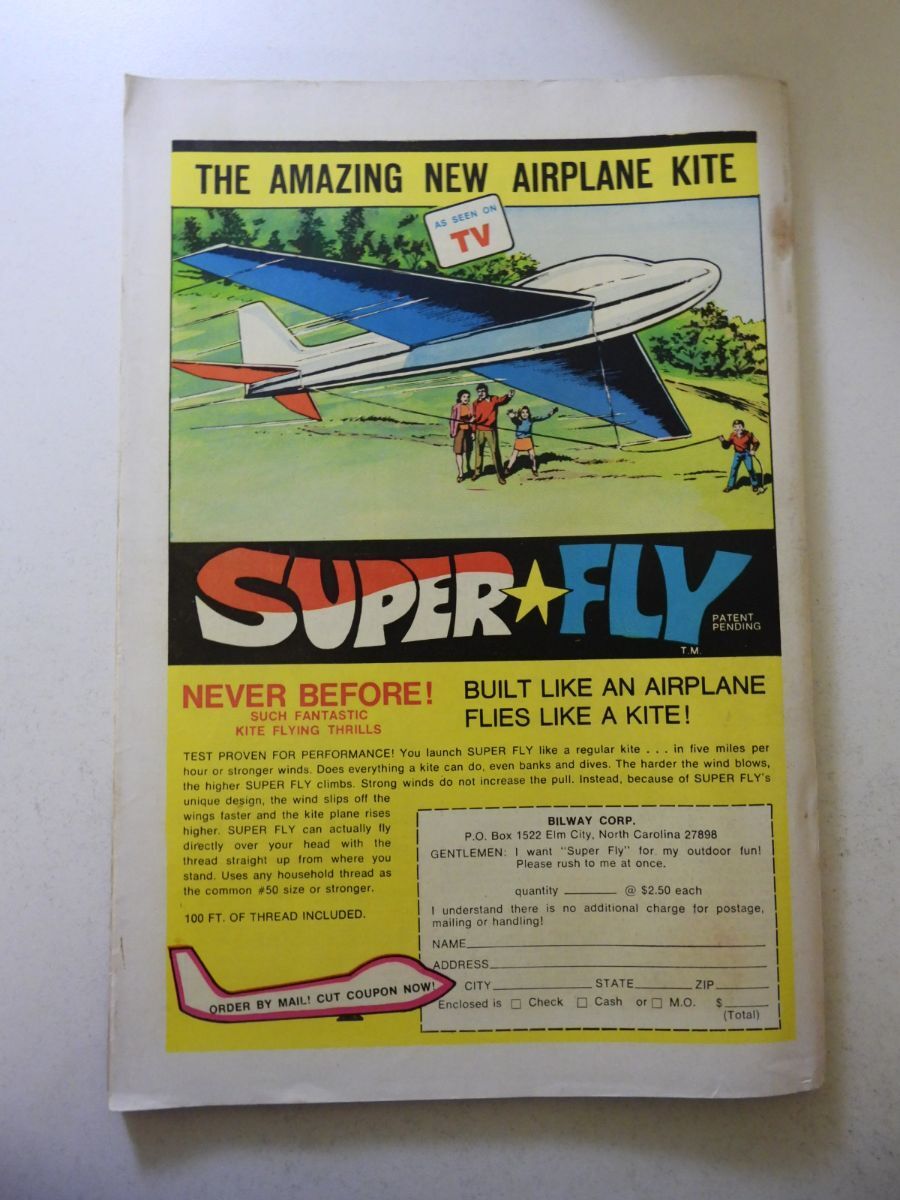 THE AMAZING NEW AIRPLANE KITE
AS SEEN ON
TV
SUPER FLY
PATENT
PENDING
T.M.
NEVER BEFORE!
SUCH FANTASTIC
KITE FLYING THRILLS
BUILT LIKE AN AIRPLANE
FLIES LIKE A KITE!
TEST PROVEN FOR PERFORMANCE! You launch SUPER FLY like a regular kite . . . in five miles per
hour or stronger winds. Does everything a kite can do, even banks and dives. The harder the wind blows,
the higher SUPER FLY climbs. Strong winds do not increase the pull. Instead, because of SUPER FLY's
unique design, the wind slips off the
wings faster and the kite plane rises
higher. SUPER FLY can actually fly
directly over your head with the
thread straight up from where you
stand. Uses any household thread as
the common #50 size or stronger.
100 FT. OF THREAD INCLUDED.
ORDER BY MAIL! CUT COUPON NOW!
BILWAY CORP.
P.O. Box 1522 Elm City, North Carolina 27898
GENTLEMEN: I want "Super Fly" for my outdoor fun!
Please rush to me at once.
quantity ________ @ $2.50 each
I understand there is no additional charge for postage,
mailing or handling!
NAME
ADDRESS
CITY STATE ZIP
Enclosed is □ Check □ Cash or □ M.O. $
(Total)